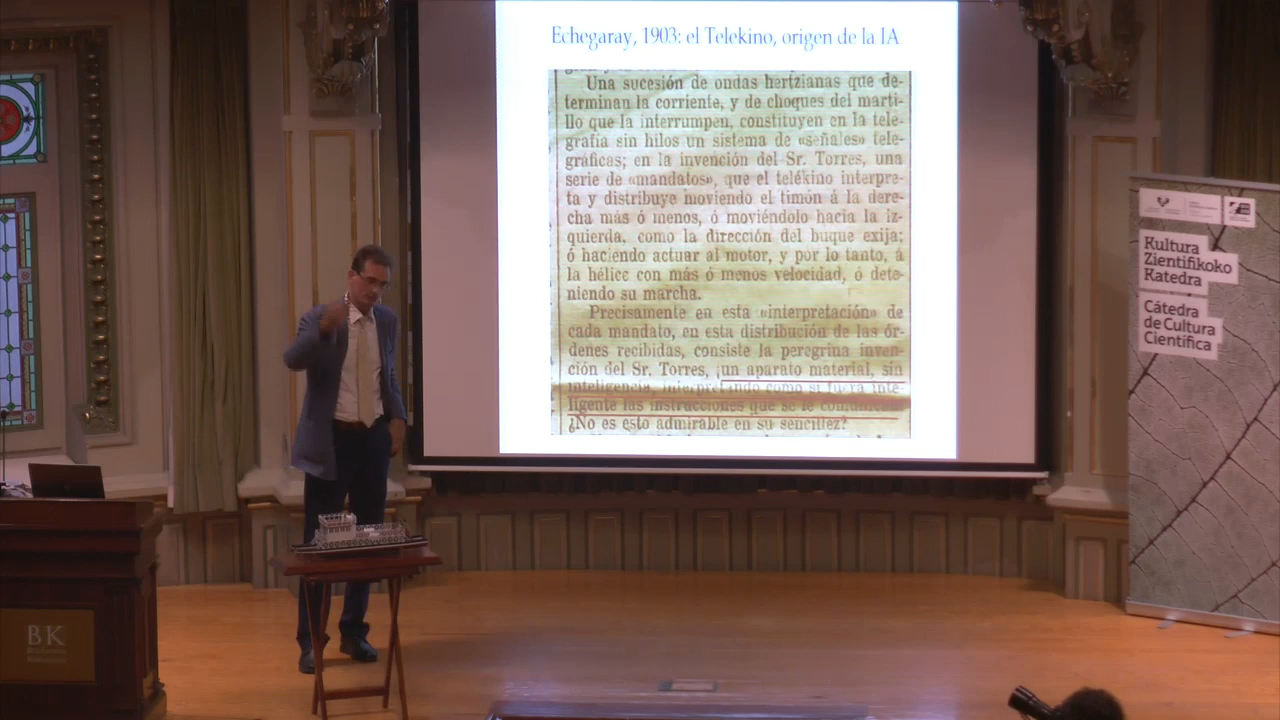 Echegaray, 1903: el Telekino, origen de la IA
Una sucesión de ondas hertzianas que de-
terminan la corriente, y de choques del marti-
llo que la interrumpen, constituyen en la tele-
grafía sin hilos un sistema de «señales» tele-
gráficas; en la invención del Sr. Torres, una
serie de «mandatos», que el telékino interpre-
ta y distribuye moviendo el timón á la dere-
cha más ó menos, ó moviéndolo hacia la iz-
quierda, como la dirección del buque exija;
ó haciendo actuar al motor, y por lo tanto, á
la hélice con más ó menos velocidad, ó dete-
niendo su marcha.
Precisamente en esta «interpretación» de
cada mandato, en esta distribución de las ór-
denes recibidas, consiste la peregrina inven-
ción del Sr. Torres, ¡un aparato material, sin
inteligencia, interpretando como si fuera inte-
ligente las instrucciones que se le comunican!
¿No es esto admirable en su sencillez?
Kultura
Zientifikoko
Katedra
Cátedra
de Cultura
Científica
BK